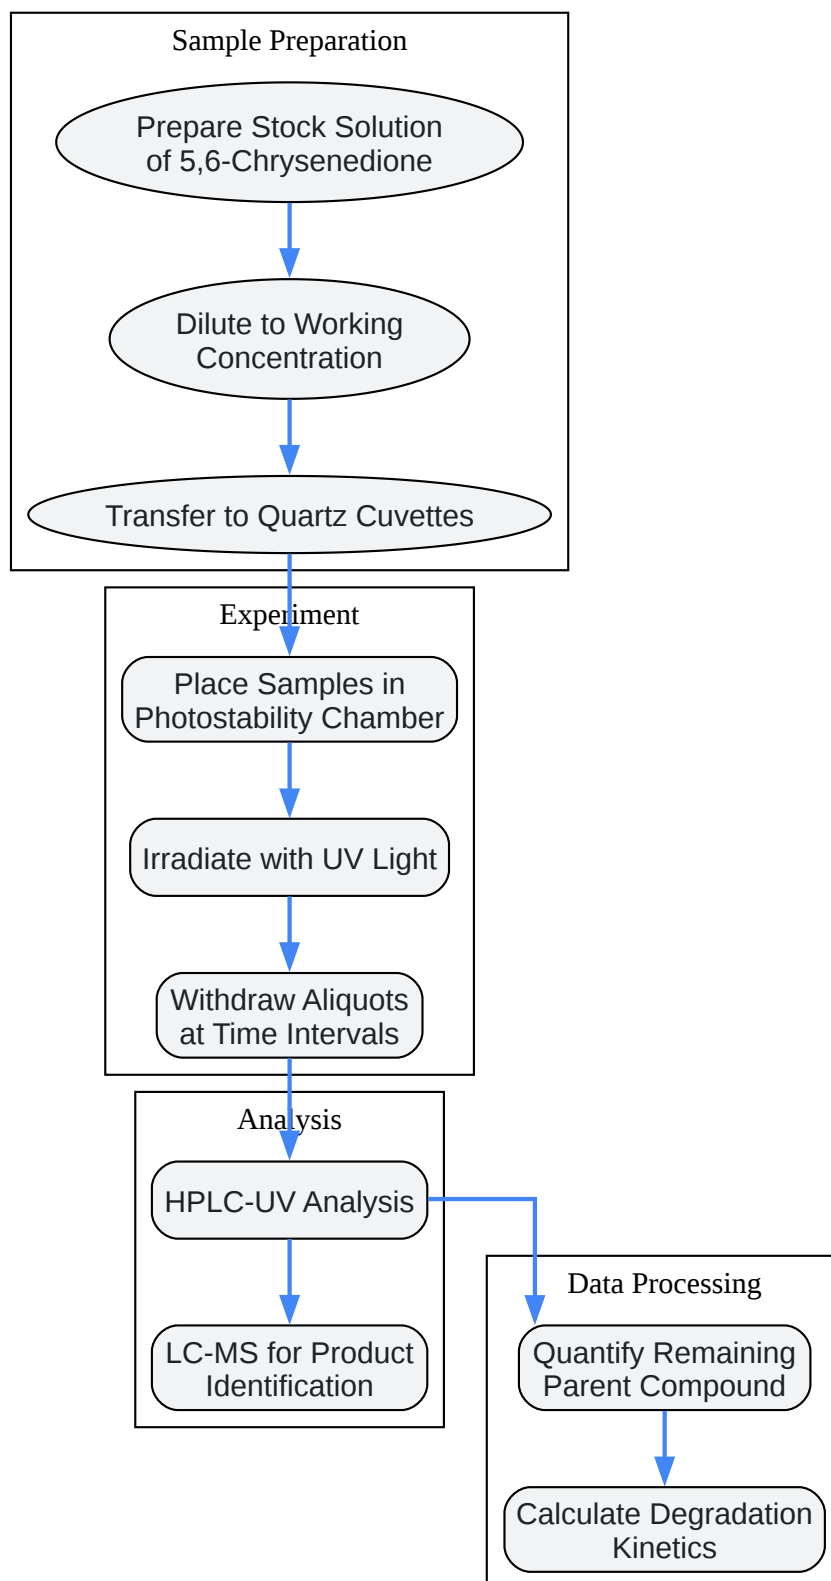 Sample Preparation
Prepare Stock Solution
of 5,6-Chrysenedione
Dilute to Working
Concentration
Transfer to Quartz Cuvettes
Experiment
Place Samples in
Photostability Chamber
Irradiate with UV Light
Withdraw Aliquots
at Time Intervals
Analysis
HPLC-UV Analysis
LC-MS for Product
Identification
Data Processing
Quantify Remaining
Parent Compound
Calculate Degradation
Kinetics